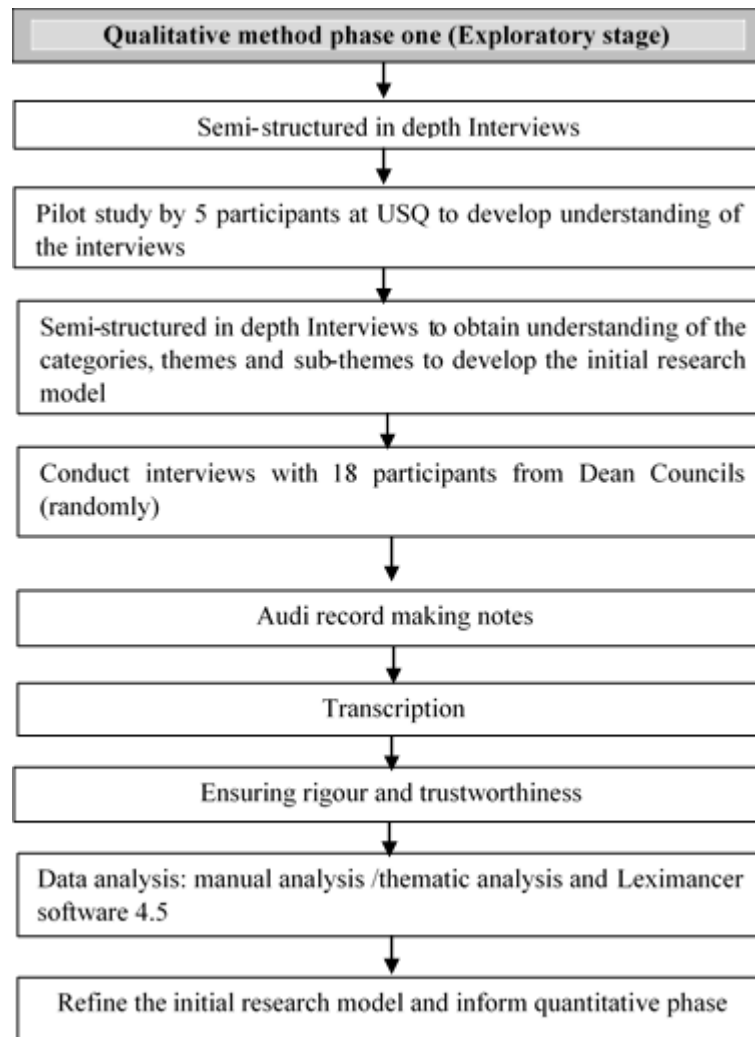 Qualitative method phase one (Exploratory stage)
Semi-structured in depth Interviews
Pilot study by 5 participants at USQ to develop understanding of
the interviews
Semi-structured in depth Interviews to obtain understanding of the
categories, themes and sub-themes to develop the initial research
model
Conduct interviews with 18 participants from Dean Councils
(randomly)
Audi record making notes
Transcription
Ensuring rigour and trustworthiness
Data analysis: manual analysis /thematic analysis and Leximancer
software 4.5
Refine the initial research model and inform quantitative phase